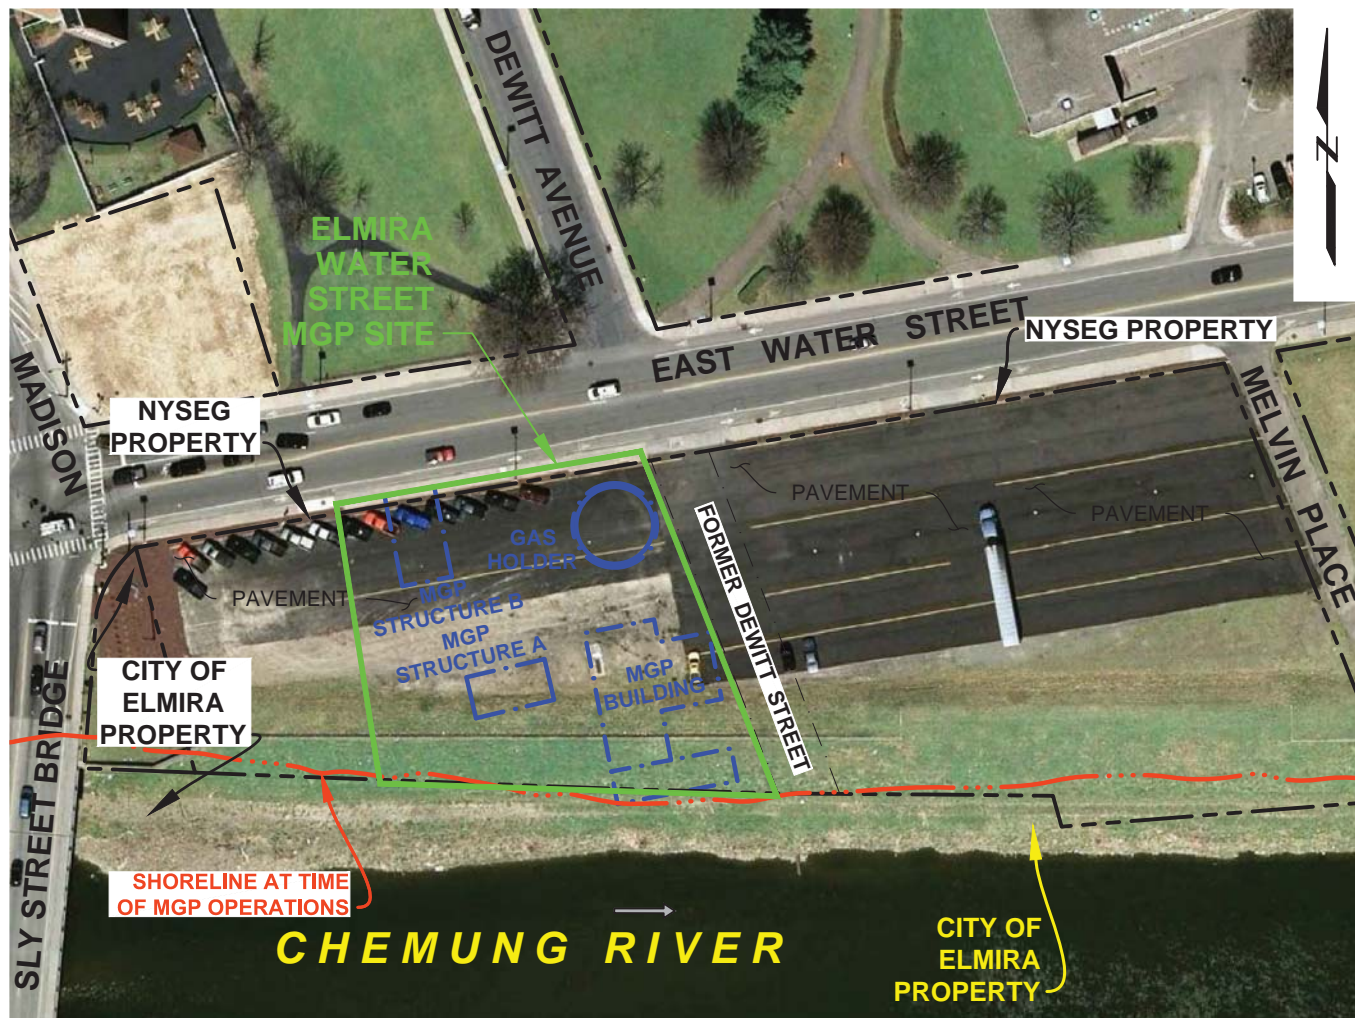 DEWITT AVENUE
N
ELMIRA
WATER
STREET
MGP SITE
EAST WATER STREET
NYSEG PROPERTY
MADISON
NYSEG
PROPERTY
MELVIN PLACE
PAVEMENT
PAVEMENT
FORMER DEWITT STREET
GAS
HOLDER
PAVEMENT
MGP
STRUCTURE B
MGP
STRUCTURE A
MGP
BUILDING
CITY OF
ELMIRA
PROPERTY
SLY STREET BRIDGE
SHORELINE AT TIME
OF MGP OPERATIONS
CHEMUNG RIVER
CITY OF
ELMIRA
PROPERTY